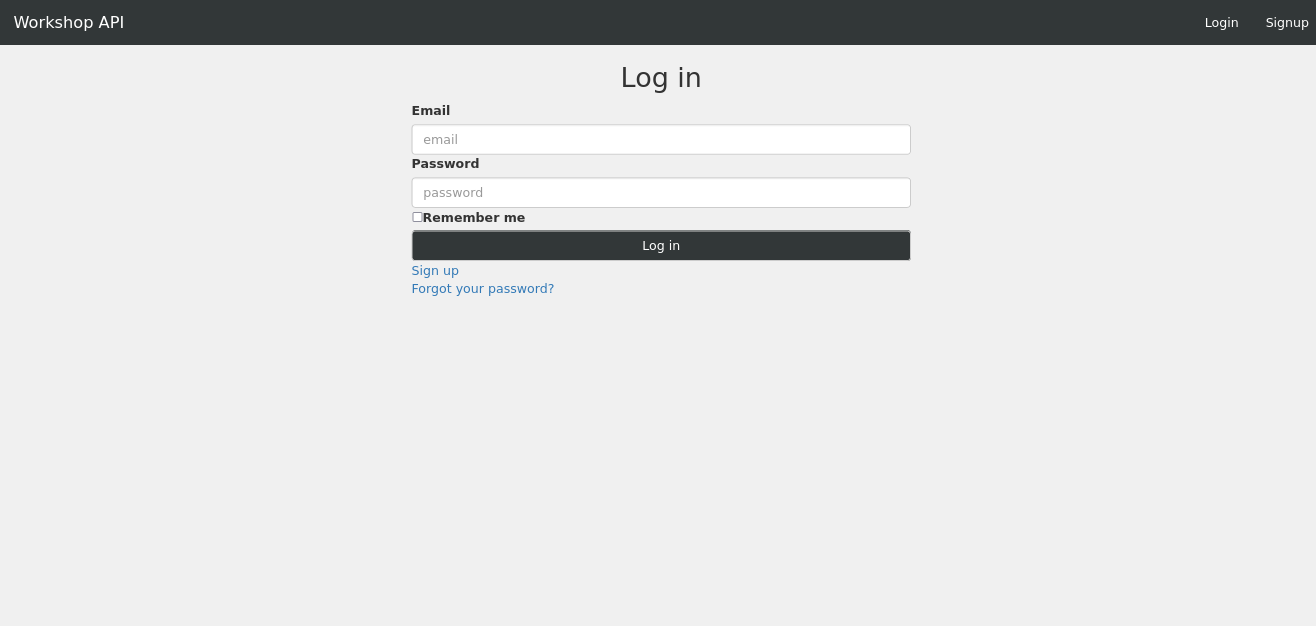 Workshop API Login Signup
Log in
Email
email
Password
password
Remember me
Log in
Sign up
Forgot your password?